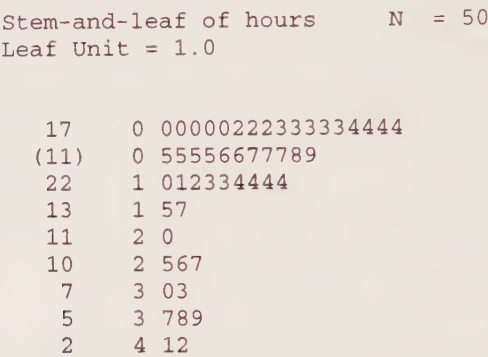 Stem-and-leaf of hours N = 50
Leaf Unit = 1.0
17 0 00000222333334444
(11) 0 55556677789
22 1 012334444
13 1 57
11 2 0
10 2 567
7 3 03
5 3 789
2 4 12